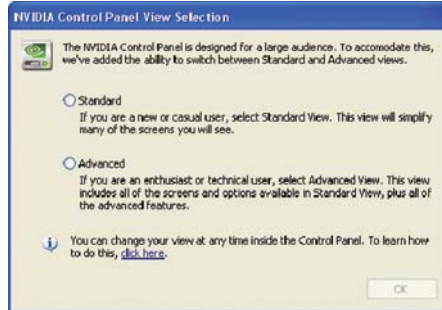 NVIDIA Control Panel View Selection
The NVIDIA Control Panel is designed for a large audience. To accomodate this,
we've added the ability to switch between Standard and Advanced views.
Standard
If you are a new or casual user, select Standard View. This view will simplify
many of the screens you will see.
Advanced
If you are an enthusiast or technical user, select Advanced View. This view
includes all of the screens and options available in Standard View, plus all of
the advanced features.
You can change your view at any time inside the Control Panel. To learn how
to do this, click here.
OK